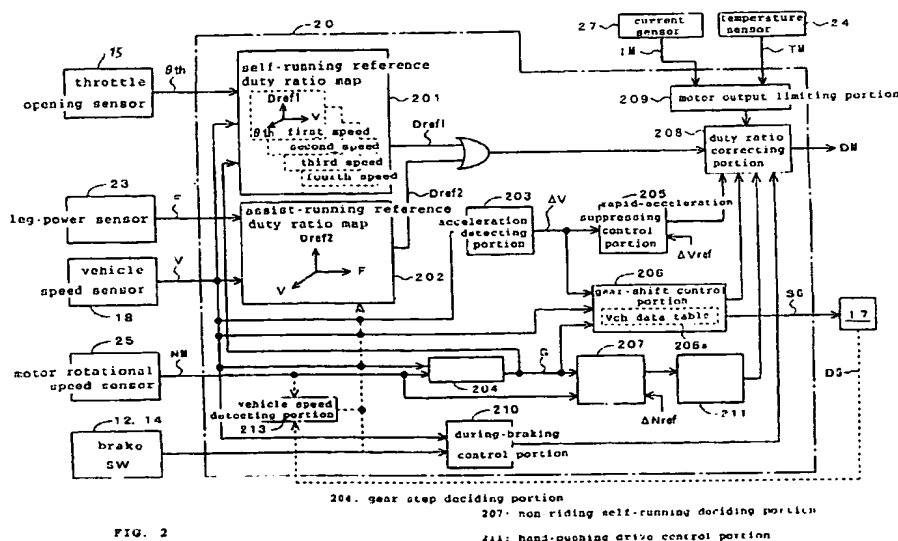 20
27
current
sensor
temperature
sensor
24
IM
TM
15
throttle
opening sensor
θth
self-running reference
duty ratio map
201
Dref1
V
θth
first speed
second speed
third speed
fourth speed
Dref1
Dref2
209
motor output limiting portion
208
duty ratio
correcting
portion
DM
23
leg-power sensor
F
assist-running reference
duty ratio map
Dref2
F
V
202
203
acceleration
detecting
portion
ΔV
205
rapid-acceleration
suppressing
control
portion
ΔVref
vehicle
speed sensor
V
18
206
gear-shift control
portion
Vch data table
206a
SG
17
25
motor rotational
speed sensor
NM
204
G
207
211
ΔNref
DG
vehicle speed
detecting portion
213
12, 14
brake
SW
210
during-braking
control portion
204: gear step deciding portion
207: non riding self-running deciding portion
211: hand-pushing drive control portion
FIG. 2